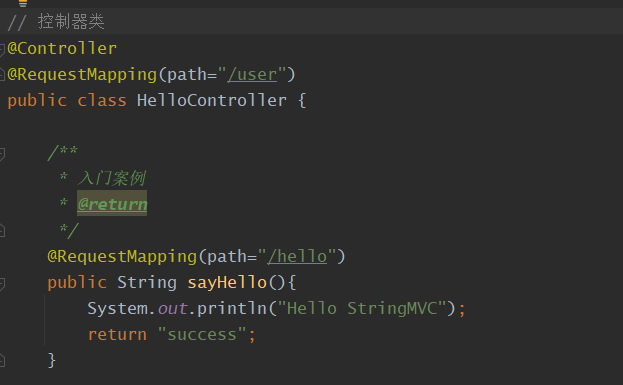 // 控制器类
@Controller
@RequestMapping(path="/user")
public class HelloController {
/**
* 入门案例
* @return
*/
@RequestMapping(path="/hello")
public String sayHello(){
System.out.println("Hello StringMVC");
return "success";
}